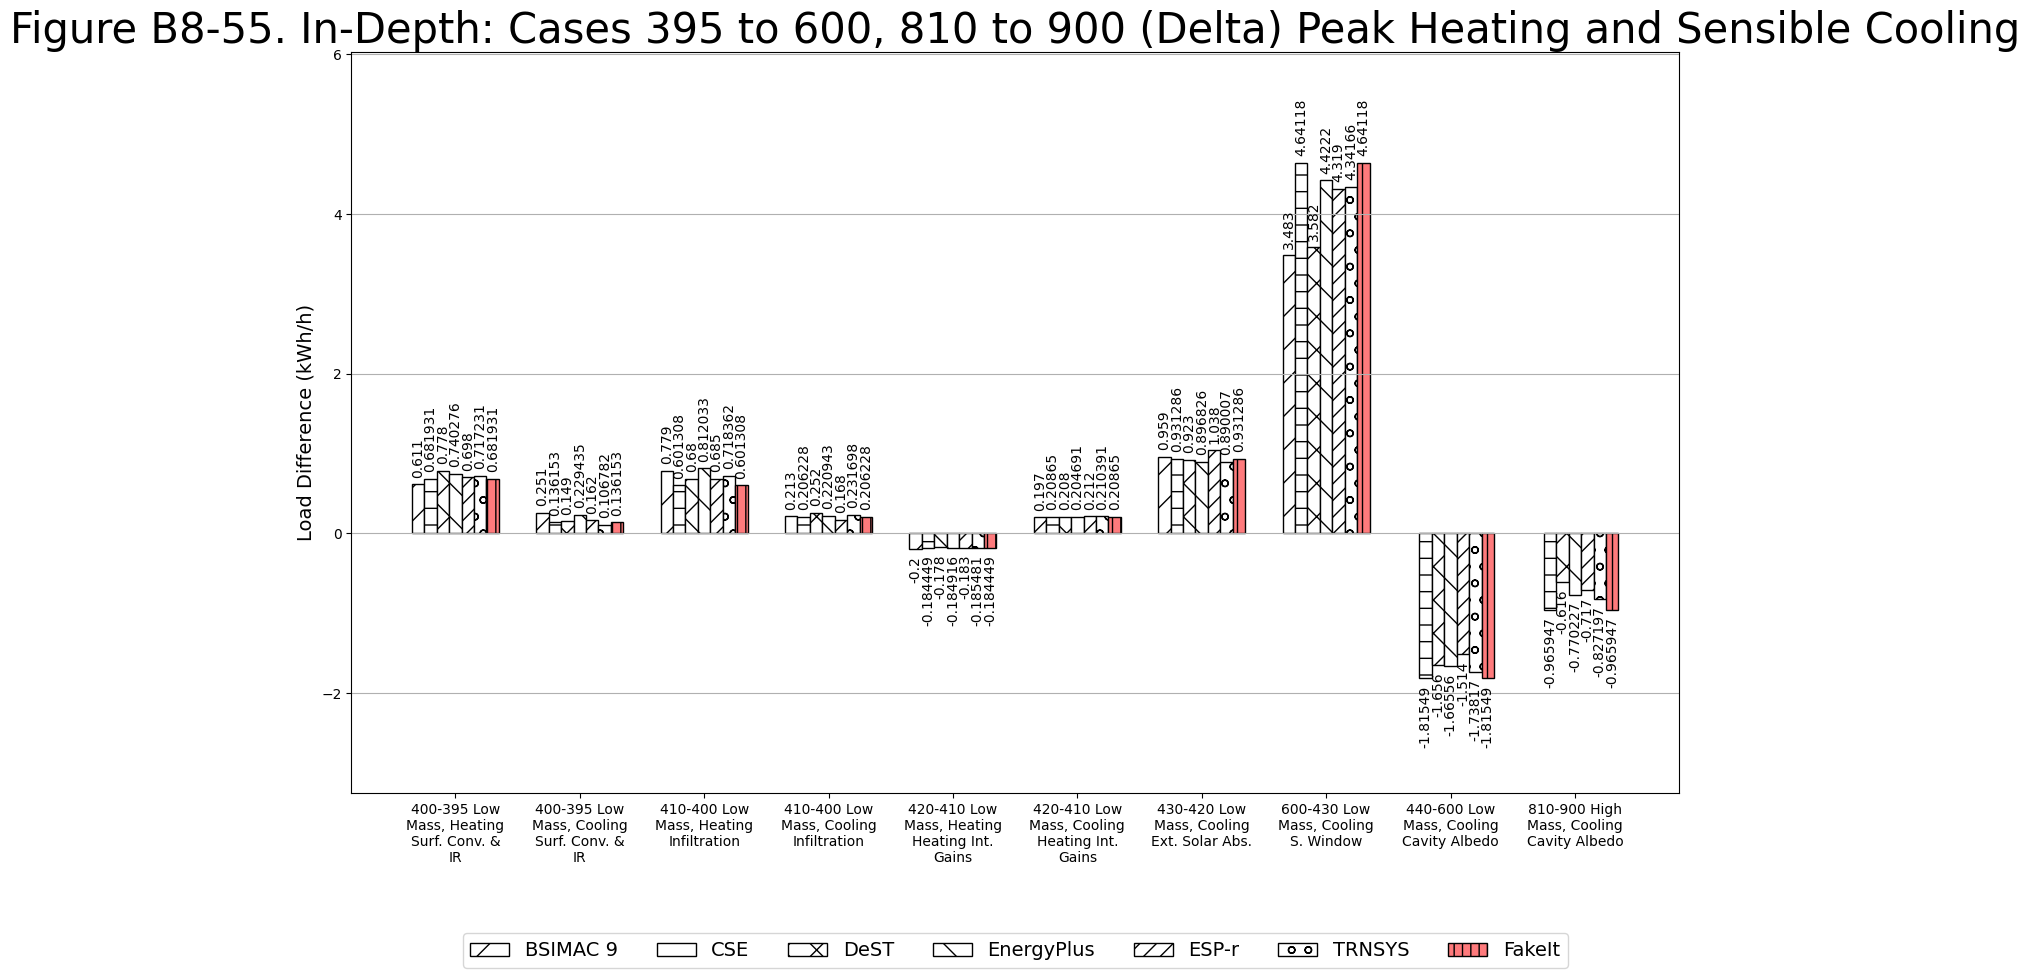 Figure B8-55. In-Depth: Cases 395 to 600, 810 to 900 (Delta) Peak Heating and Sensible Cooling
Load Difference (kWh/h)
6
4
2
0
−2
0.611
0.681931
0.778
0.740276
0.698
0.717231
0.681931
0.251
0.136153
0.149
0.229435
0.162
0.106782
0.136153
0.779
0.601308
0.68
0.812033
0.685
0.718362
0.601308
0.213
0.206228
0.252
0.220943
0.168
0.231698
0.206228
-0.2
-0.184449
-0.178
-0.184916
-0.183
-0.185481
-0.184449
0.197
0.20865
0.208
0.204691
0.212
0.210391
0.20865
0.959
0.931286
0.923
0.896826
1.038
0.890007
0.931286
3.483
4.64118
3.582
4.4222
4.319
4.34166
4.64118
-1.81549
-1.656
-1.66556
-1.514
-1.73817
-1.81549
-0.965947
-0.616
-0.770227
-0.717
-0.827197
-0.965947
400-395 Low
Mass, Heating
Surf. Conv. &
IR
400-395 Low
Mass, Cooling
Surf. Conv. &
IR
410-400 Low
Mass, Heating
Infiltration
410-400 Low
Mass, Cooling
Infiltration
420-410 Low
Mass, Heating
Heating Int.
Gains
420-410 Low
Mass, Cooling
Heating Int.
Gains
430-420 Low
Mass, Cooling
Ext. Solar Abs.
600-430 Low
Mass, Cooling
S. Window
440-600 Low
Mass, Cooling
Cavity Albedo
810-900 High
Mass, Cooling
Cavity Albedo
BSIMAC 9
CSE
DeST
EnergyPlus
ESP-r
TRNSYS
FakeIt